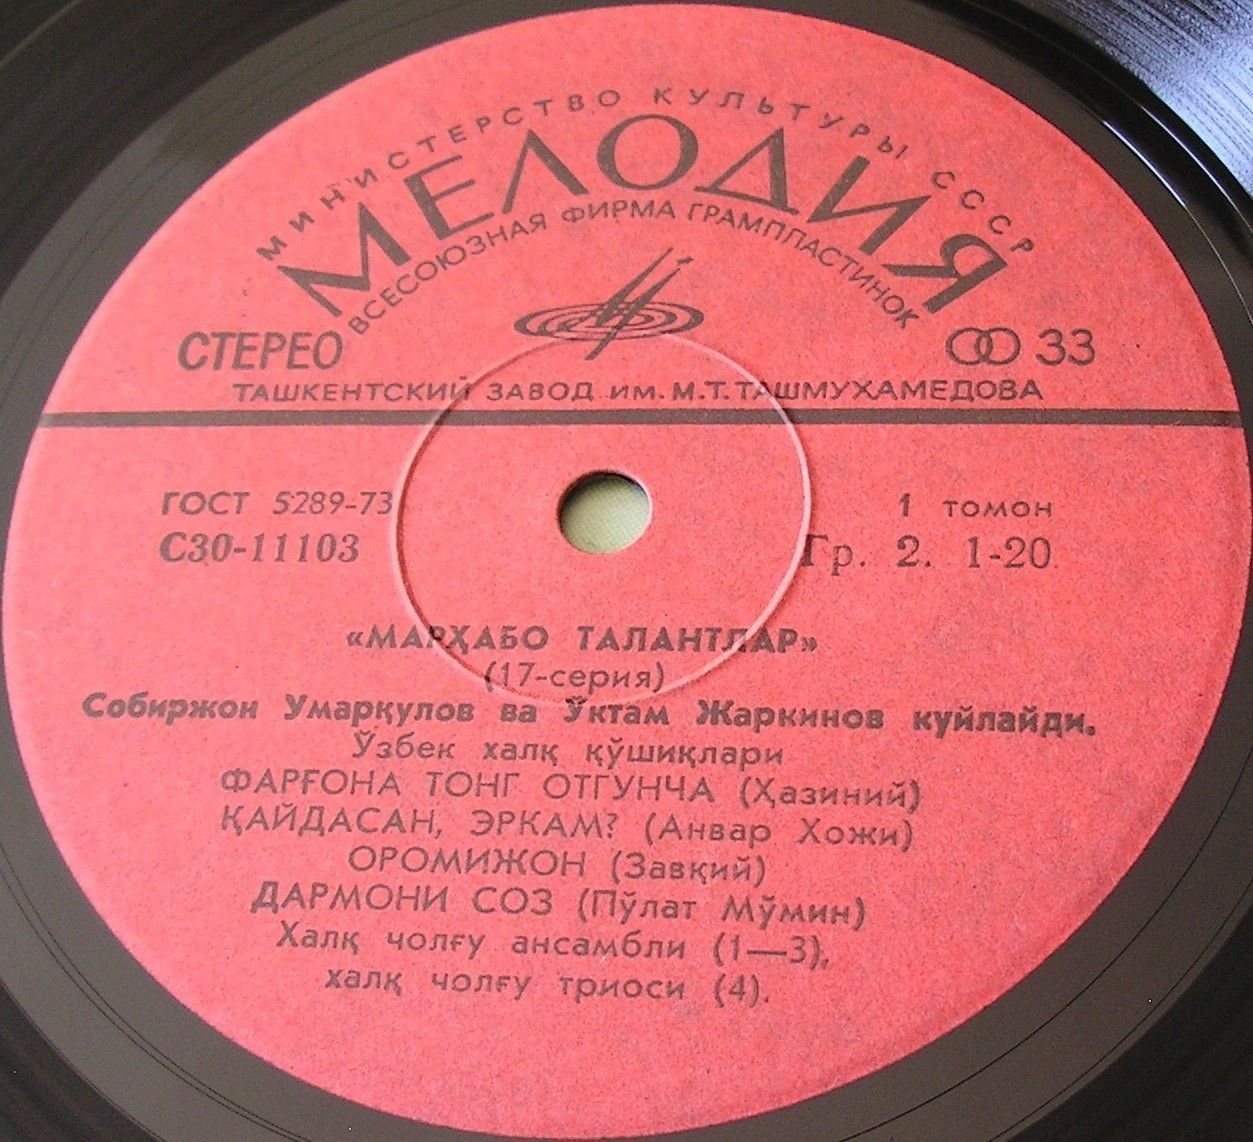 МИНИСТЕРСТВО КУЛЬТУРЫ СССР
МЕЛОДИЯ
ВСЕСОЮЗНАЯ ФИРМА ГРАМПЛАСТИНОК
СТЕРЕО 33
ТАШКЕНТСКИЙ ЗАВОД ИМ. М.Т. ТАШМУХАМЕДОВА
ГОСТ 5289-73 1 томон
С30-11103 Гр. 2. 1-20
«МАРҲАБО ТАЛАНТЛАР»
(17-серия)
Собиржон Умарқулов ва Ўктам Жаркинов куйлайди.
Ўзбек халқ қўшиқлари
ФАРҒОНА ТОНГ ОТГУНЧА (Ҳазиний)
ҚАЙДАСАН, ЭРКАМ? (Анвар Хожи)
ОРОМИЖОН (Завқий)
ДАРМОНИ СОЗ (Пўлат Мўмин)
Халқ чолғу ансамбли (1—3),
халқ чолғу триоси (4).